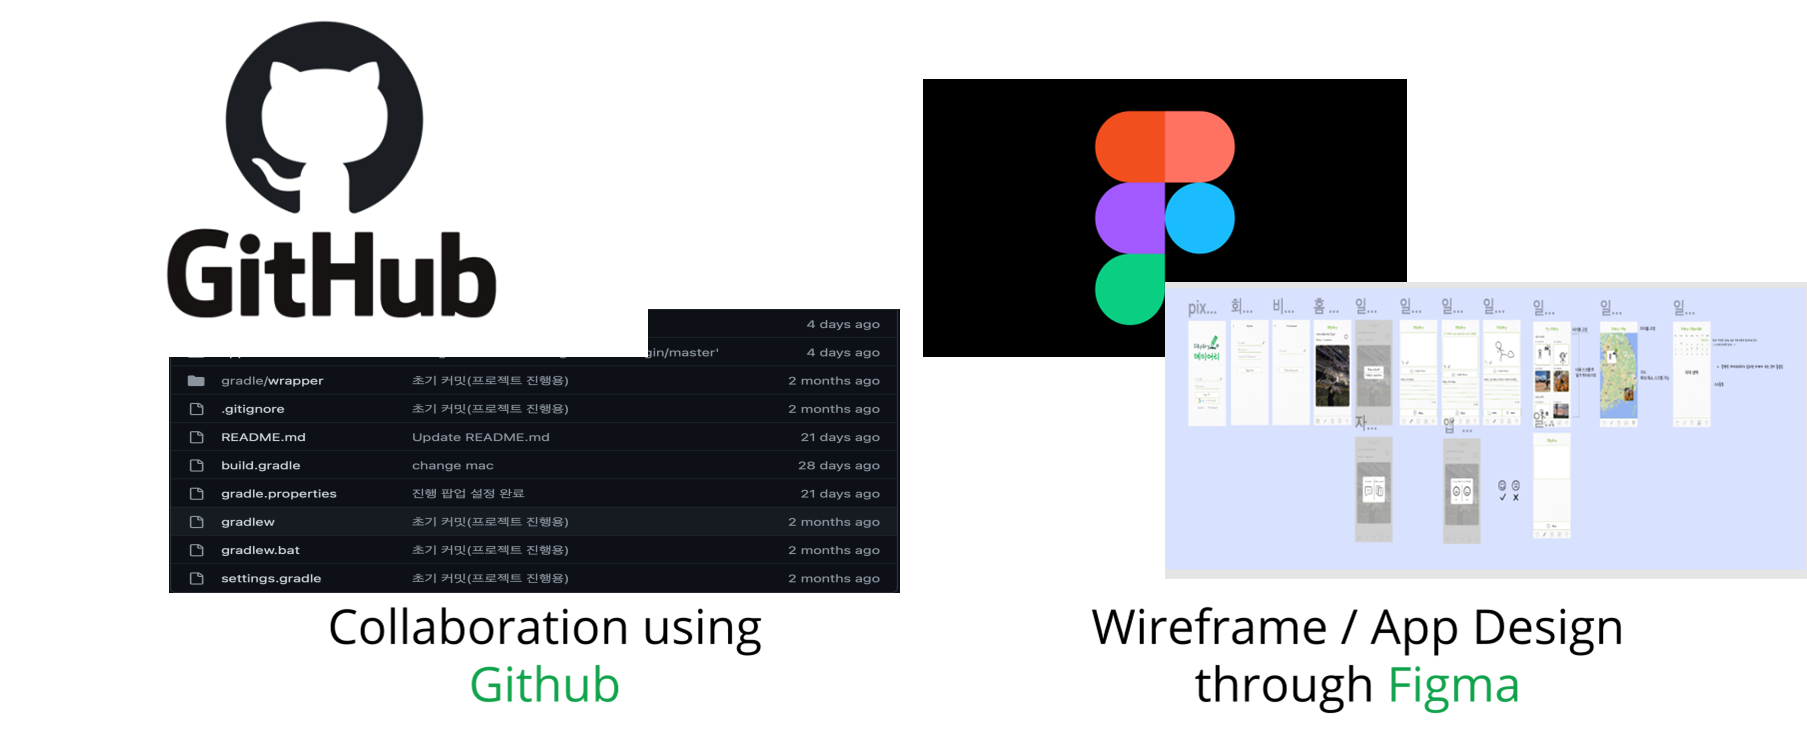 GitHub
4 days ago
gin/master' 4 days ago
gradle/wrapper 초기 커밋(프로젝트 진행용) 2 months ago
.gitignore 초기 커밋(프로젝트 진행용) 2 months ago
README.md Update README.md 21 days ago
build.gradle change mac 28 days ago
gradle.properties 진행 팝업 설정 완료 21 days ago
gradlew 초기 커밋(프로젝트 진행용) 2 months ago
gradlew.bat 초기 커밋(프로젝트 진행용) 2 months ago
settings.gradle 초기 커밋(프로젝트 진행용) 2 months ago
Collaboration using
Github
pix... 회... 비... 홈... 일... 일... 일... 일... 일... 일... 일...
자... 앱 ...
Wireframe / App Design
through Figma